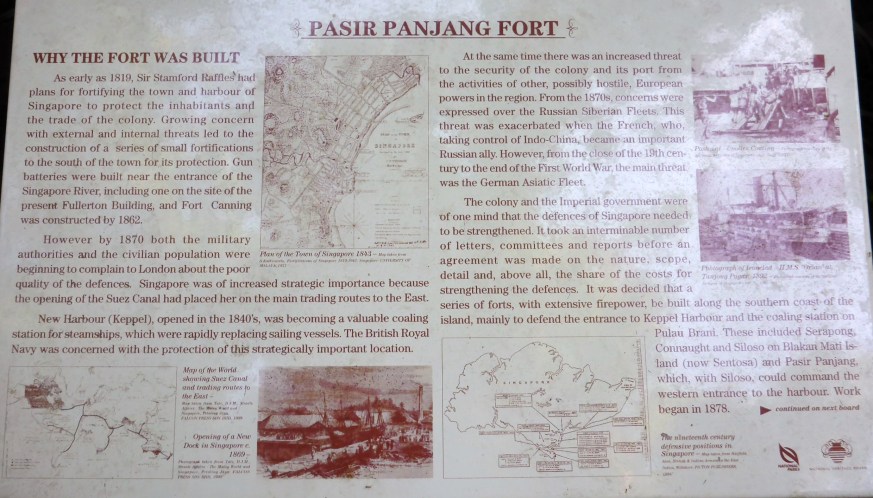 PASIR PANJANG FORT
WHY THE FORT WAS BUILT
As early as 1819, Sir Stamford Raffles had
plans for fortifying the town and harbour of
Singapore to protect the inhabitants and
the trade of the colony. Growing concern
with external and internal threats led to the
construction of a series of small fortifications
to the south of the town for its protection. Gun
batteries were built near the entrance of the
Singapore River, including one on the site of the
present Fullerton Building, and Fort Canning
was constructed by 1862.
However by 1870 both the military
authorities and the civilian population were
beginning to complain to London about the poor
quality of the defences. Singapore was of increased strategic importance because
the opening of the Suez Canal had placed her on the main trading routes to the East.
New Harbour (Keppel), opened in the 1840's, was becoming a valuable coaling
station for steamships, which were rapidly replacing sailing vessels. The British Royal
Navy was concerned with the protection of this strategically important location.
SINGAPORE
Plan of the Town of Singapore 1843 –
Map of the World
showing Suez Canal
and trading routes to
the East –
Opening of a New
Dock in Singapore c.
1869 –
At the same time there was an increased threat
to the security of the colony and its port from
the activities of other, possibly hostile, European
powers in the region. From the 1870s, concerns were
expressed over the Russian Siberian Fleets. This
threat was exacerbated when the French, who,
taking control of Indo-China, became an important
Russian ally. However, from the close of the 19th cen-
tury to the end of the First World War, the main threat
was the German Asiatic Fleet.
The colony and the Imperial government were
of one mind that the defences of Singapore needed
to be strengthened. It took an interminable number
of letters, committees and reports before an
agreement was made on the nature, scope,
detail and, above all, the share of the costs for
strengthening the defences. It was decided that a
series of forts, with extensive firepower, be built along the southern coast of the
island, mainly to defend the entrance to Keppel Harbour and the coaling station on
Pulau Brani. These included Serapong,
Connaught and Siloso on Blakan Mati Is-
land (now Sentosa) and Pasir Panjang,
which, with Siloso, could command the
western entrance to the harbour. Work
began in 1878.
continued on next board
Photograph of Ironclad – H.M.S.
Tanjong Pagar
SINGAPORE
The nineteenth century
defensive positions in
Singapore –
NATIONAL
PARKS